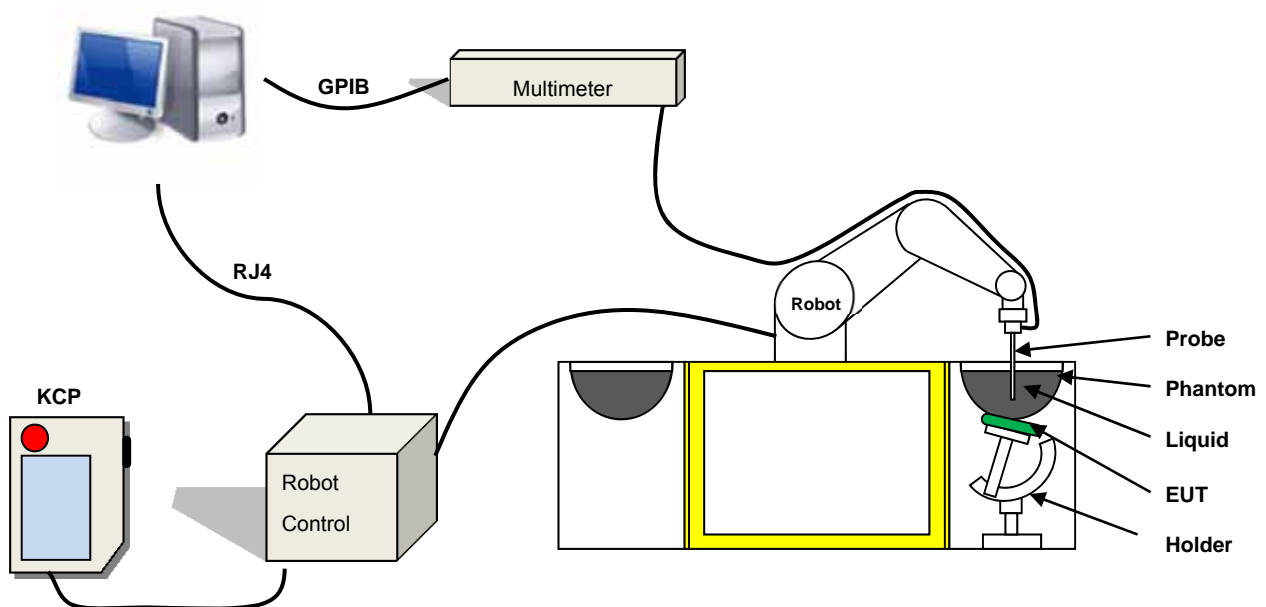 GPIB
Multimeter
RJ4
Robot
Probe
Phantom
KCP
Liquid
Robot
Control
EUT
Holder